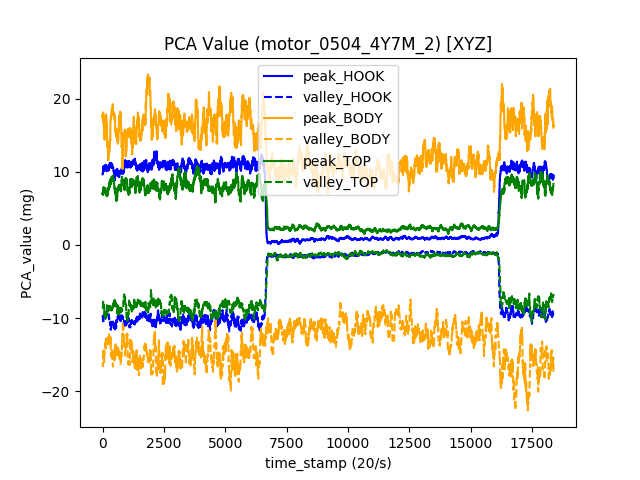 PCA Value (motor_0504_4Y7M_2) [XYZ]
peak_HOOK
valley_HOOK
peak_BODY
valley_BODY
peak_TOP
valley_TOP
PCA_value (mg)
20
10
0
−10
−20
0 2500 5000 7500 10000 12500 15000 17500
time_stamp (20/s)